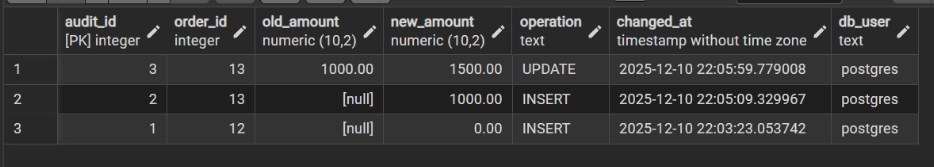 audit_id order_id old_amount new_amount operation changed_at db_user
[PK] integer integer numeric (10,2) numeric (10,2) text timestamp without time zone text
1 3 13 1000.00 1500.00 UPDATE 2025-12-10 22:05:59.779008 postgres
2 2 13 [null] 1000.00 INSERT 2025-12-10 22:05:09.329967 postgres
3 1 12 [null] 0.00 INSERT 2025-12-10 22:03:23.053742 postgres